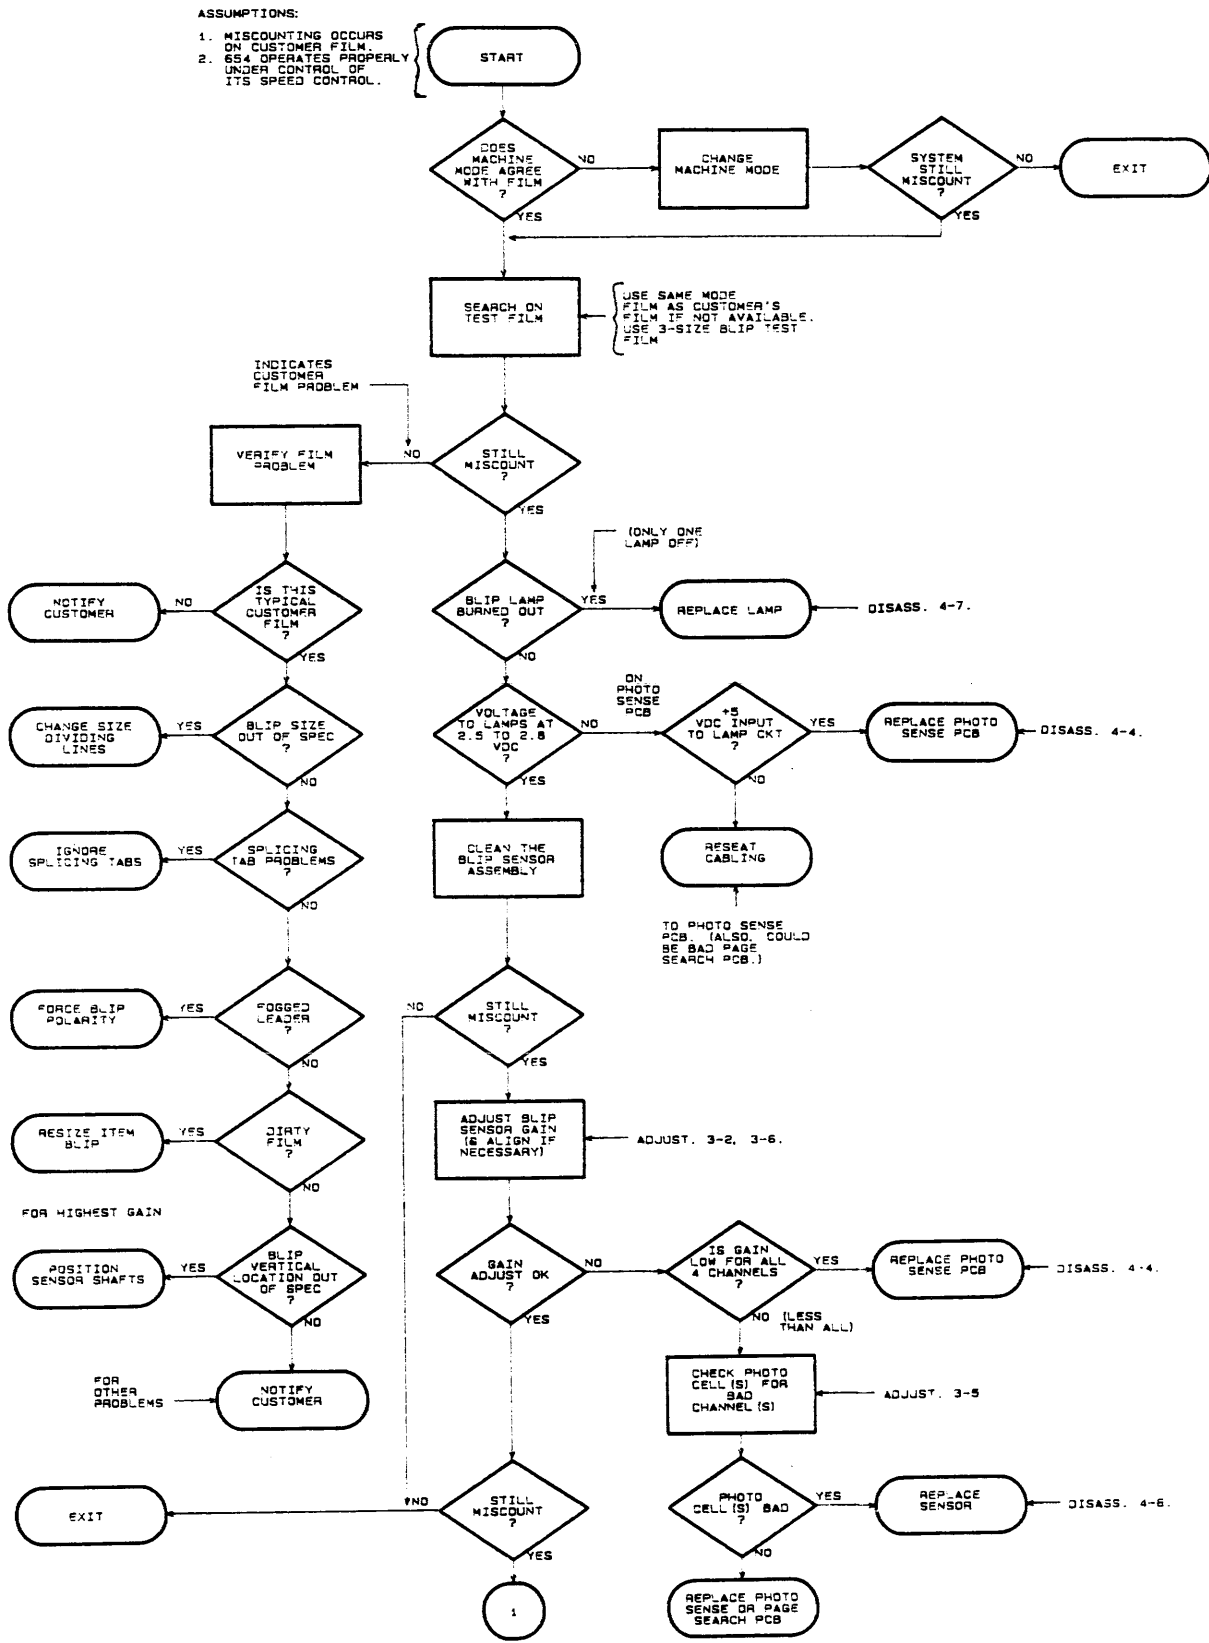 ASSUMPTIONS:
1. MISCOUNTING OCCURS
ON CUSTOMER FILM.
2. 654 OPERATES PROPERLY
UNDER CONTROL OF
ITS SPEED CONTROL.
START
DOES
MACHINE
MODE AGREE
WITH FILM
?
NO
YES
CHANGE
MACHINE MODE
SYSTEM
STILL
MISCOUNT
?
NO
YES
EXIT
SEARCH ON
TEST FILM
USE SAME MODE
FILM AS CUSTOMER'S
FILM IF NOT AVAILABLE.
USE 3-SIZE BLIP TEST
FILM
INDICATES
CUSTOMER
FILM PROBLEM
VERIFY FILM
PROBLEM
NO
STILL
MISCOUNT
?
YES
(ONLY ONE
LAMP OFF)
NOTIFY
CUSTOMER
NO
IS THIS
TYPICAL
CUSTOMER
FILM
?
YES
BLIP LAMP
BURNED OUT
?
YES
NO
REPLACE LAMP
DISASS. 4-7.
CHANGE SIZE
DIVIDING
LINES
YES
BLIP SIZE
OUT OF SPEC
?
NO
VOLTAGE
TO LAMPS AT
2.5 TO 2.8
VDC
?
NO
YES
ON
PHOTO
SENSE
PCB
+5
VDC INPUT
TO LAMP CKT
?
YES
NO
REPLACE PHOTO
SENSE PCB
DISASS. 4-4.
IGNORE
SPLICING TABS
YES
SPLICING
TAB PROBLEMS
?
NO
CLEAN THE
BLIP SENSOR
ASSEMBLY
RESEAT
CABLING
TO PHOTO SENSE
PCB. (ALSO, COULD
BE BAD PAGE
SEARCH PCB.)
FORCE BLIP
POLARITY
YES
FOGGED
LEADER
?
NO
NO
STILL
MISCOUNT
?
YES
RESIZE ITEM
BLIP
YES
DIRTY
FILM
?
NO
ADJUST BLIP
SENSOR GAIN
(& ALIGN IF
NECESSARY)
ADJUST. 3-2, 3-6.
FOR HIGHEST GAIN
POSITION
SENSOR SHAFTS
YES
BLIP
VERTICAL
LOCATION OUT
OF SPEC
?
NO
GAIN
ADJUST OK
?
NO
YES
IS GAIN
LOW FOR ALL
4 CHANNELS
?
YES
NO (LESS
THAN ALL)
REPLACE PHOTO
SENSE PCB
DISASS. 4-4.
FOR
OTHER
PROBLEMS
NOTIFY
CUSTOMER
CHECK PHOTO
CELL(S) FOR
BAD
CHANNEL(S)
ADJUST. 3-5
EXIT
NO
STILL
MISCOUNT
?
YES
PHOTO
CELL(S) BAD
?
YES
NO
REPLACE
SENSOR
DISASS. 4-6.
1
REPLACE PHOTO
SENSE OR PAGE
SEARCH PCB